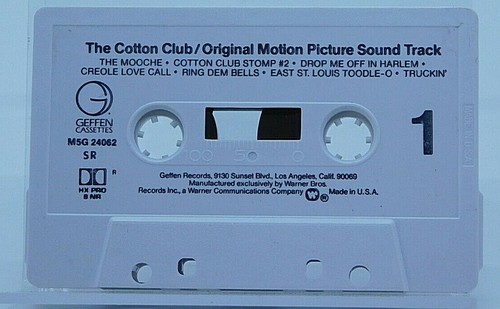 The Cotton Club/Original Motion Picture Sound Track
THE MOOCHE • COTTON CLUB STOMP #2 • DROP ME OFF IN HARLEM •
CREOLE LOVE CALL • RING DEM BELLS • EAST ST. LOUIS TOODLE-O • TRUCKIN'
GEFFEN
CASSETTES
M5G 24062
SR
1
100 50 0
R
HX PRO
B NR
Geffen Records, 9130 Sunset Blvd., Los Angeles, Calif. 90069
Manufactured exclusively by Warner Bros.
Records Inc., a Warner Communications Company ® Made in U.S.A.